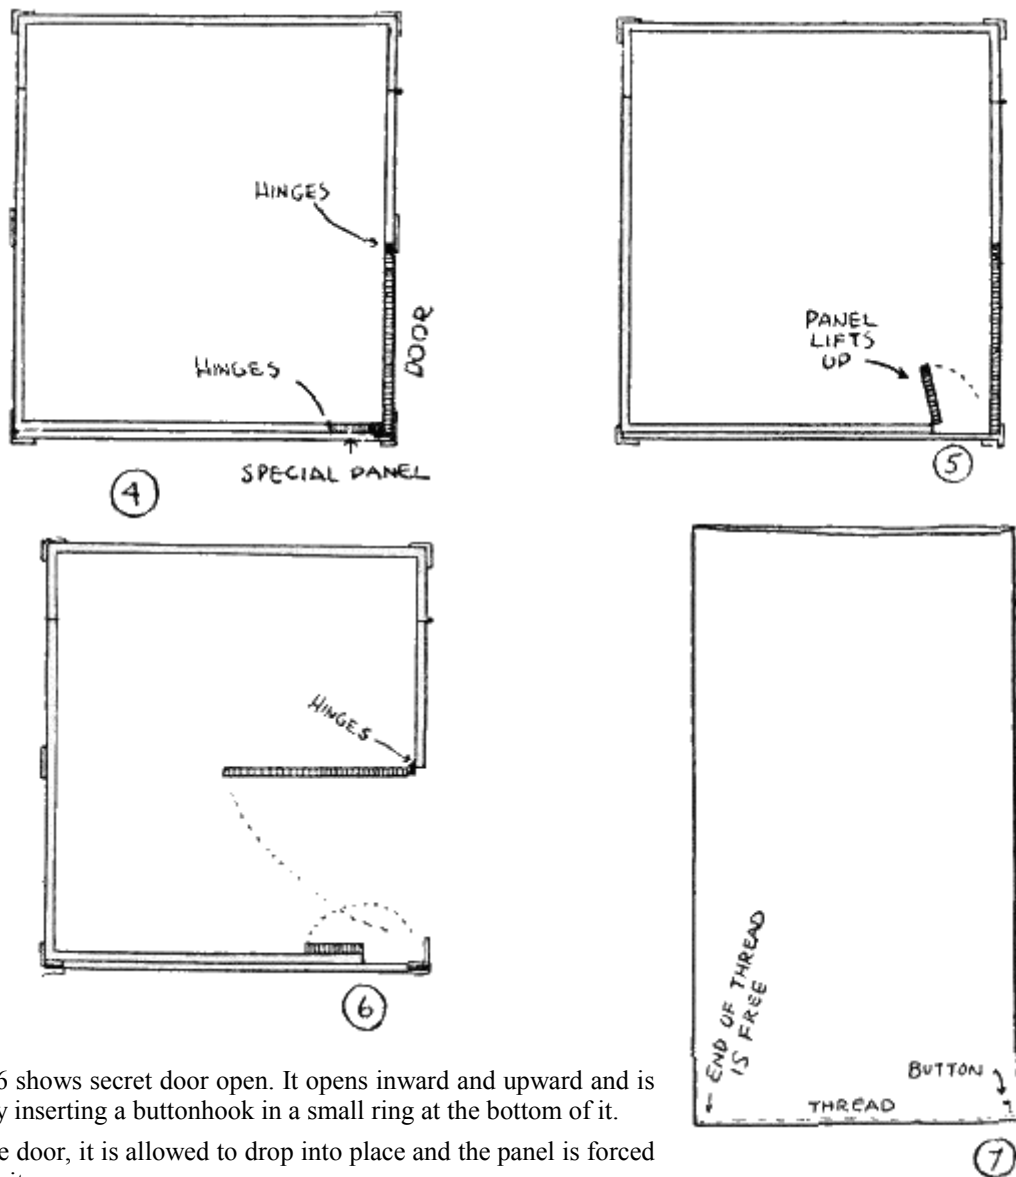 HINGES
DOOR
HINGES
SPECIAL PANEL
4
PANEL
LIFTS
UP
5
HINGES
6
END OF THREAD
IS FREE
BUTTON
THREAD
7
6 shows secret door open. It opens inward and upward and is
y inserting a buttonhook in a small ring at the bottom of it.
e door, it is allowed to drop into place and the panel is forced